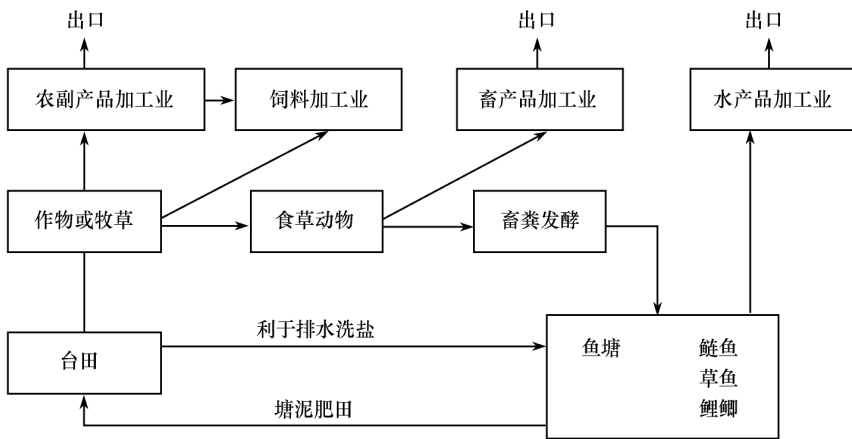 出口
出口
出口
农副产品加工业
饲料加工业
畜产品加工业
水产品加工业
作物或牧草
食草动物
畜粪发酵
利于排水洗盐
台田
鱼塘
鲢鱼
草鱼
鲤鲫
塘泥肥田